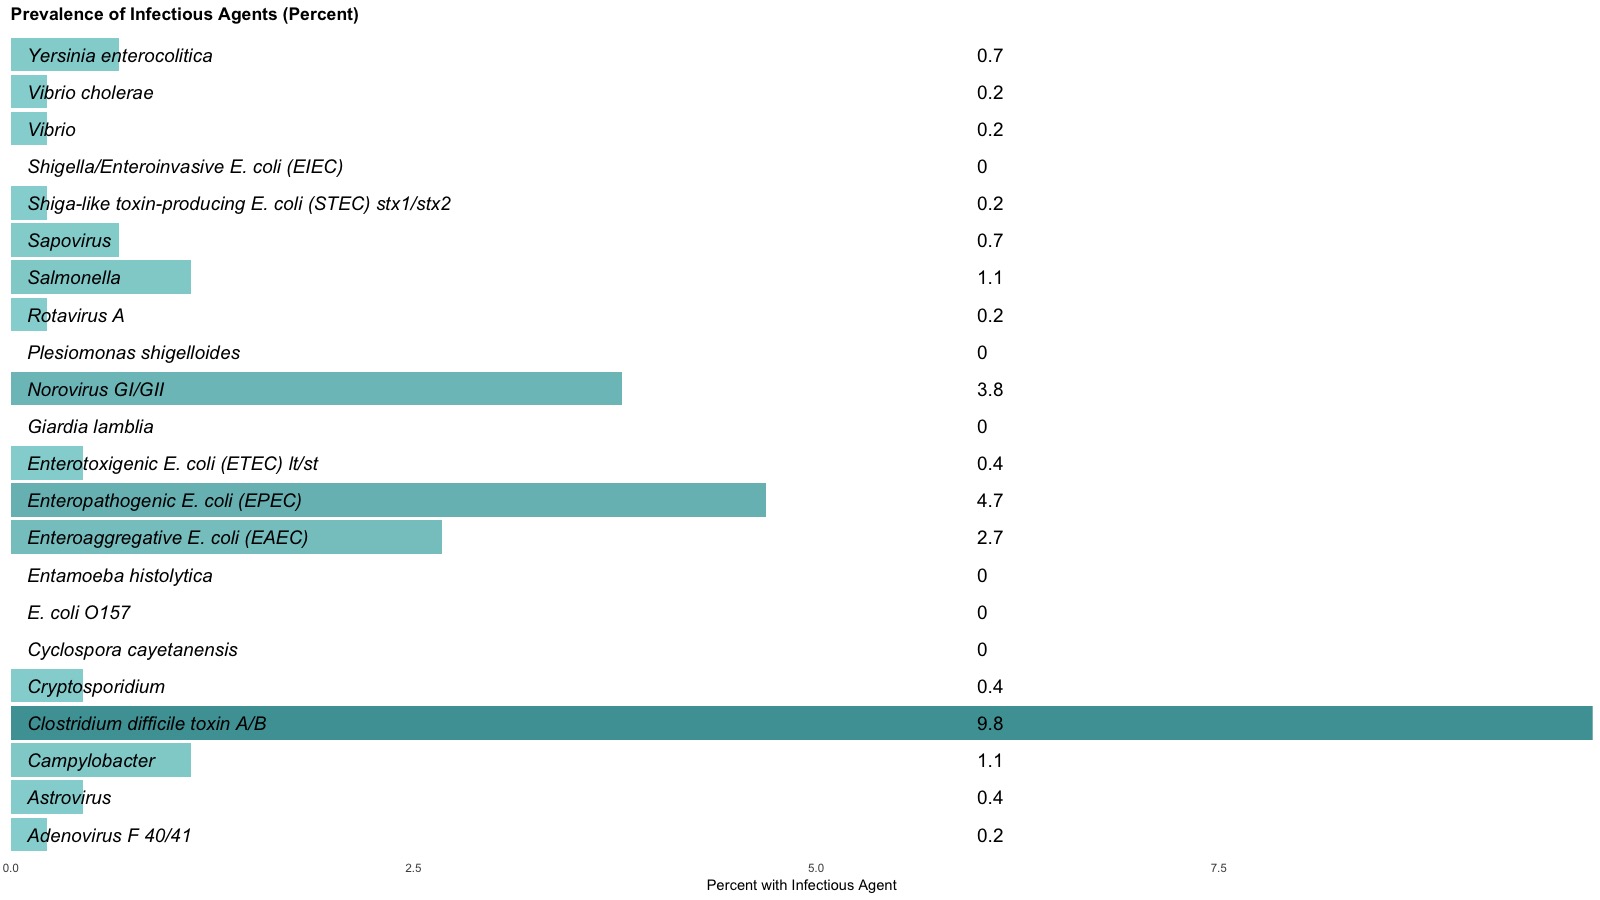 Prevalence of Infectious Agents (Percent)
Yersinia enterocolitica 0.7
Vibrio cholerae 0.2
Vibrio 0.2
Shigella/Enteroinvasive E. coli (EIEC) 0
Shiga-like toxin-producing E. coli (STEC) stx1/stx2 0.2
Sapovirus 0.7
Salmonella 1.1
Rotavirus A 0.2
Plesiomonas shigelloides 0
Norovirus GI/GII 3.8
Giardia lamblia 0
Enterotoxigenic E. coli (ETEC) lt/st 0.4
Enteropathogenic E. coli (EPEC) 4.7
Enteroaggregative E. coli (EAEC) 2.7
Entamoeba histolytica 0
E. coli O157 0
Cyclospora cayetanensis 0
Cryptosporidium 0.4
Clostridium difficile toxin A/B 9.8
Campylobacter 1.1
Astrovirus 0.4
Adenovirus F 40/41 0.2
0.0 2.5 5.0 7.5
Percent with Infectious Agent